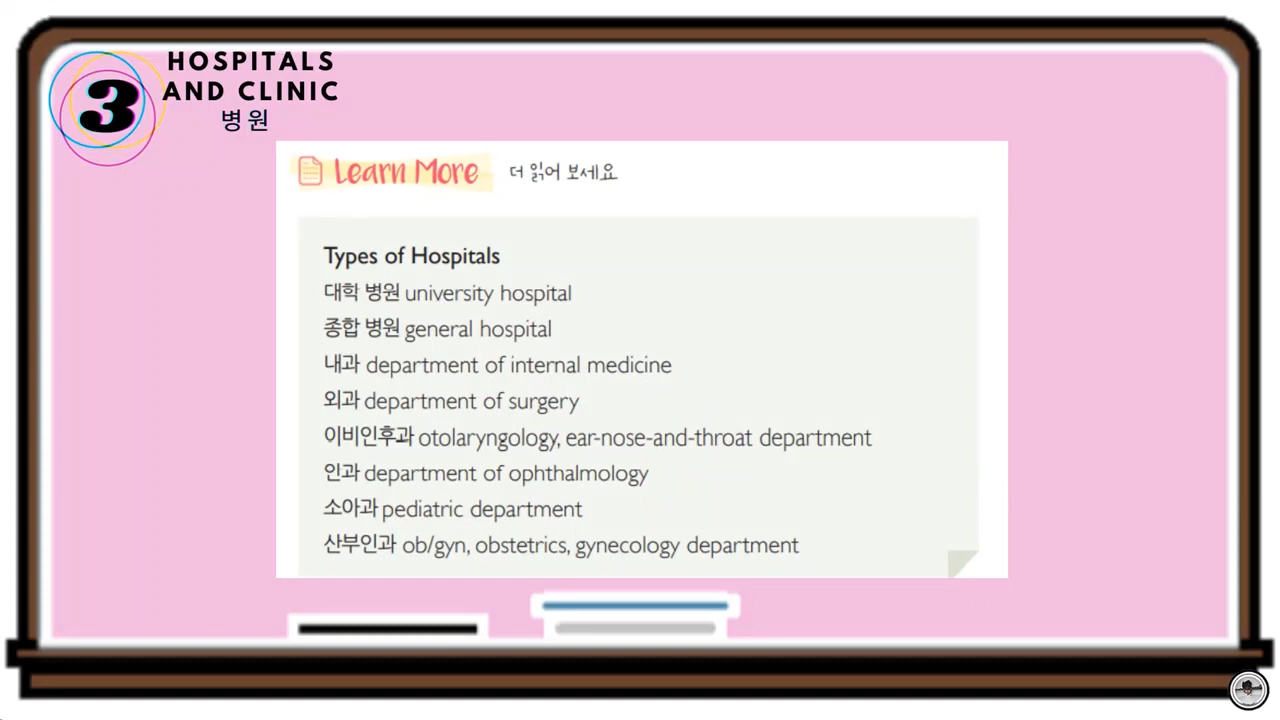 3
HOSPITALS
AND CLINIC
병원
Learn More 더 읽어 보세요
Types of Hospitals
대학 병원 university hospital
종합 병원 general hospital
내과 department of internal medicine
외과 department of surgery
이비인후과 otolaryngology, ear-nose-and-throat department
인과 department of ophthalmology
소아과 pediatric department
산부인과 ob/gyn, obstetrics, gynecology department